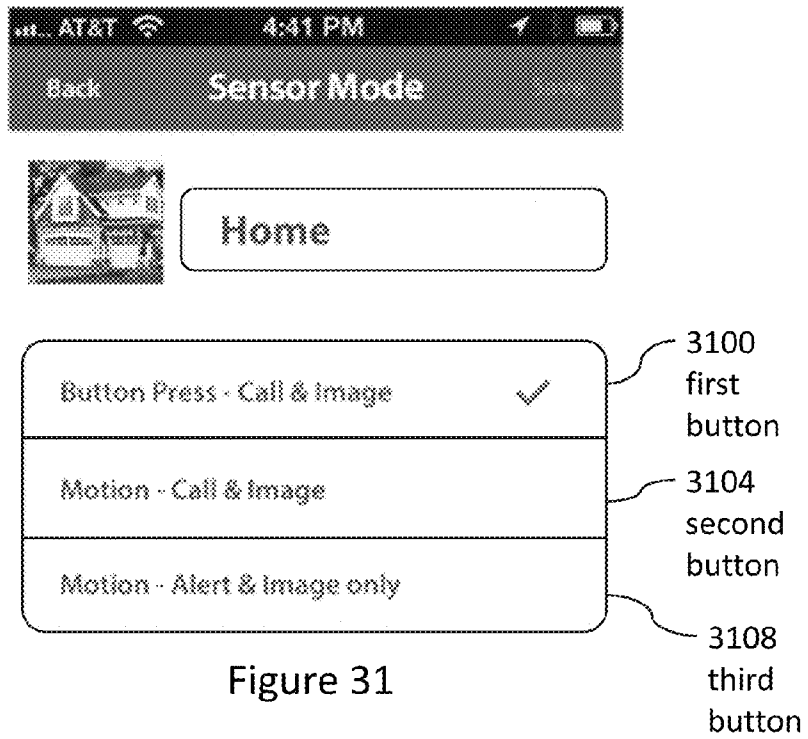 AT&T 4:41 PM
Back Sensor Mode
Home
Button Press - Call & Image
Motion - Call & Image
Motion - Alert & Image only
3100
first
button
3104
second
button
3108
third
button
Figure 31